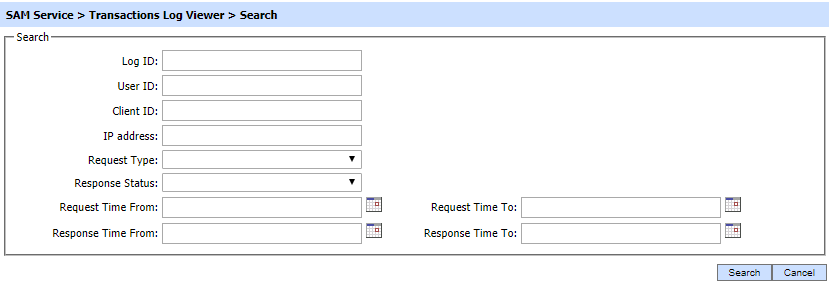 SAM Service > Transactions Log Viewer > Search
Search
Log ID:
User ID:
Client ID:
IP address:
Request Type:
Response Status:
Request Time From: Request Time To:
Response Time From: Response Time To:
Search Cancel